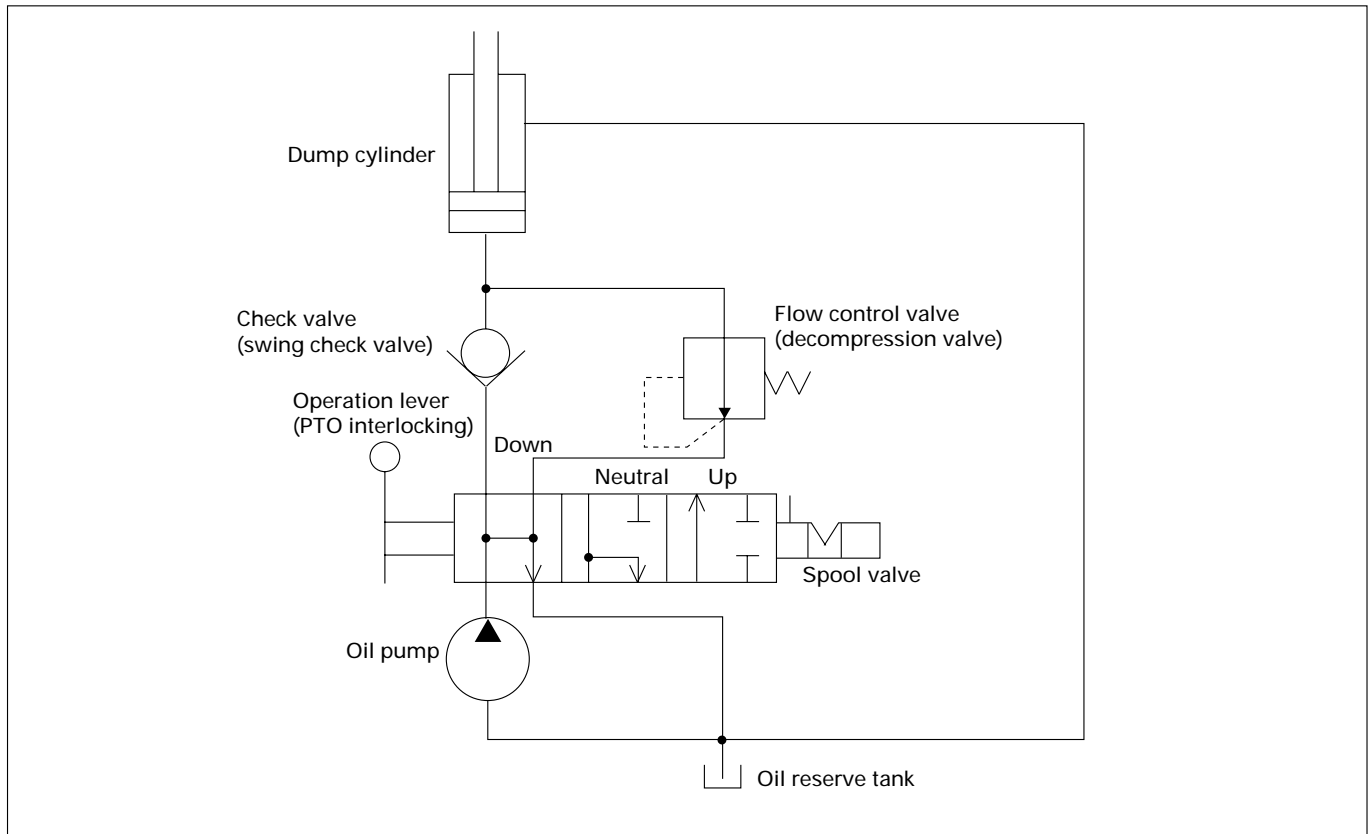 Dump cylinder
Check valve
(swing check valve)
Flow control valve
(decompression valve)
Operation lever
(PTO interlocking)
Down
Neutral
Up
Spool valve
Oil pump
Oil reserve tank